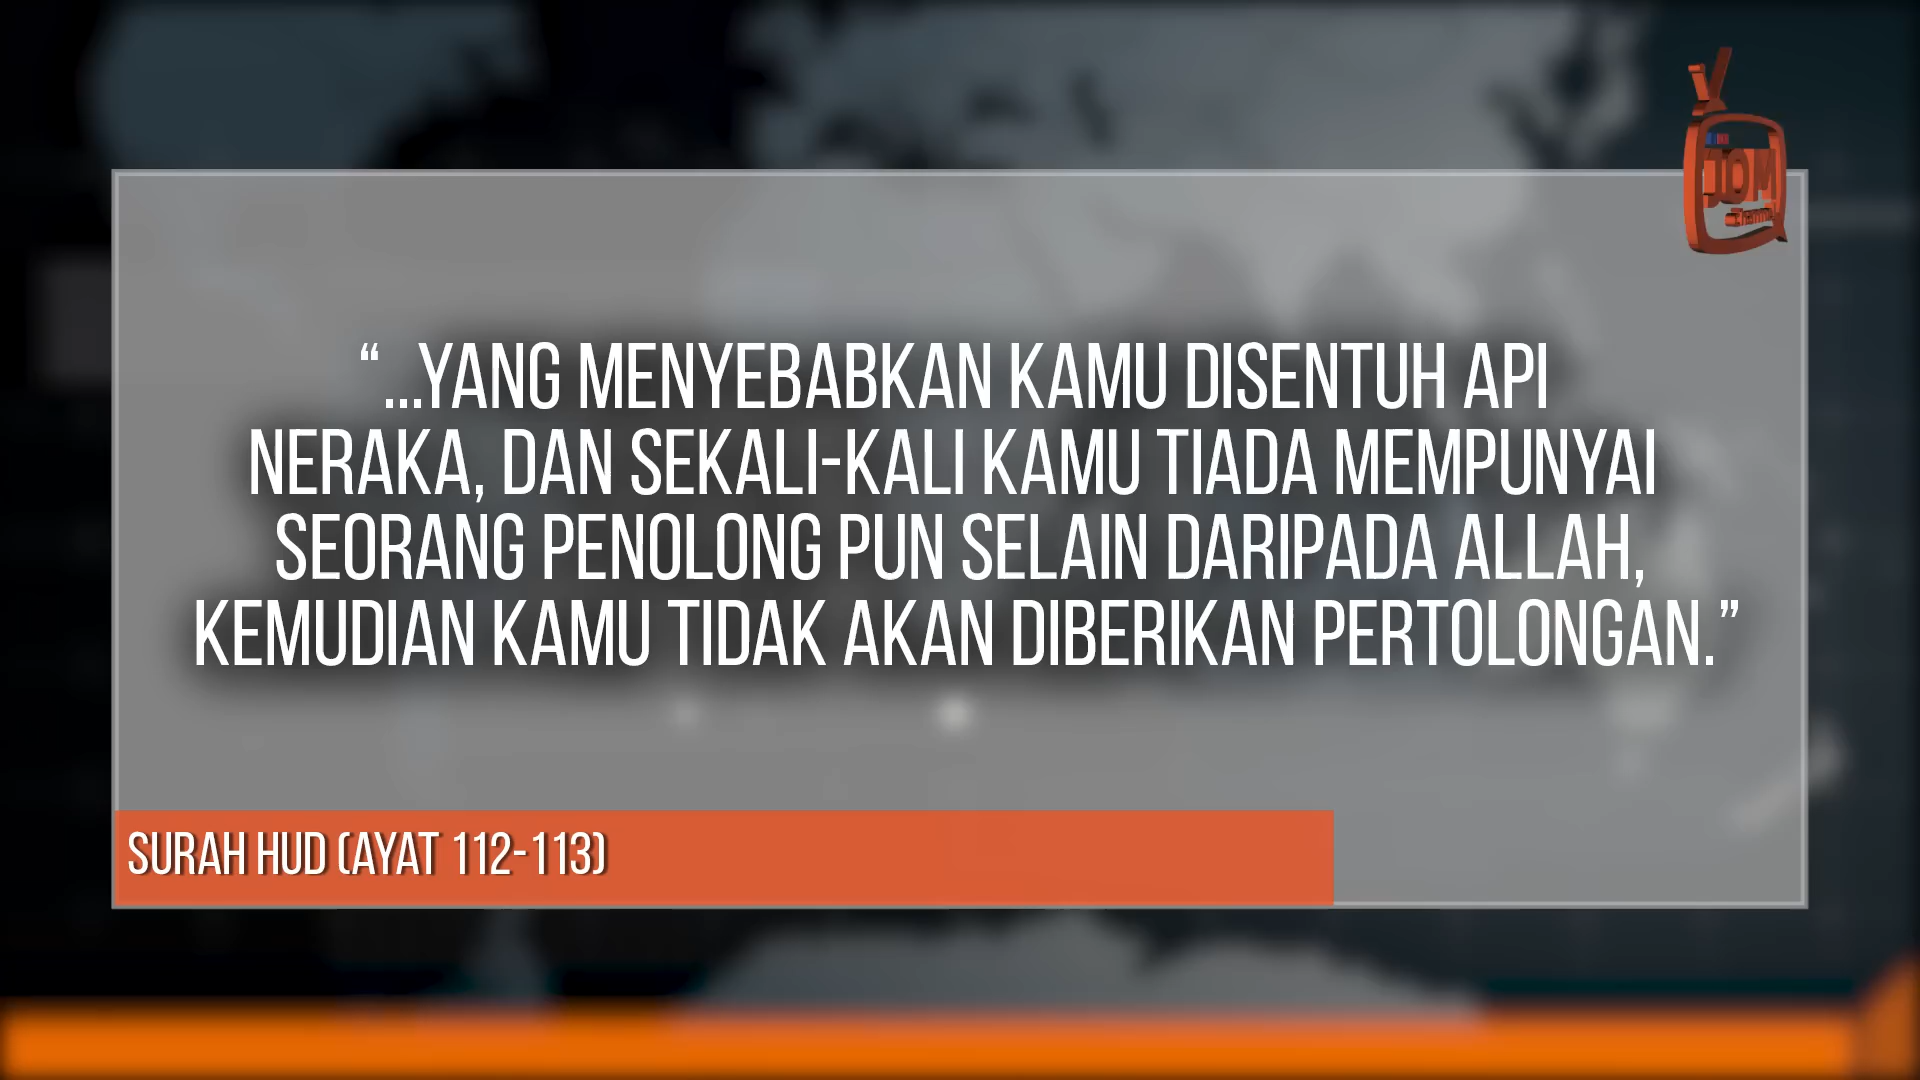 “...YANG MENYEBABKAN KAMU DISENTUH API
NERAKA, DAN SEKALI-KALI KAMU TIADA MEMPUNYAI
SEORANG PENOLONG PUN SELAIN DARIPADA ALLAH,
KEMUDIAN KAMU TIDAK AKAN DIBERIKAN PERTOLONGAN.”
SURAH HUD (AYAT 112-113)
JOM
Channel